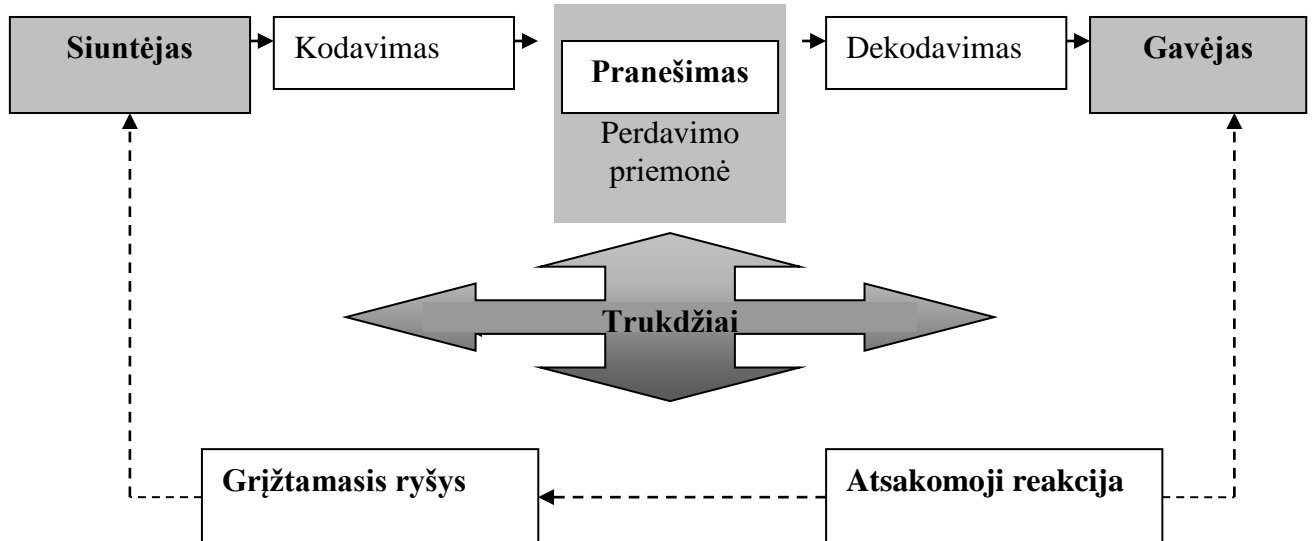 Siuntėjas
Kodavimas
Pranešimas
Perdavimo
priemonė
Dekodavimas
Gavėjas
Trukdžiai
Grįžtamasis ryšys
Atsakomoji reakcija